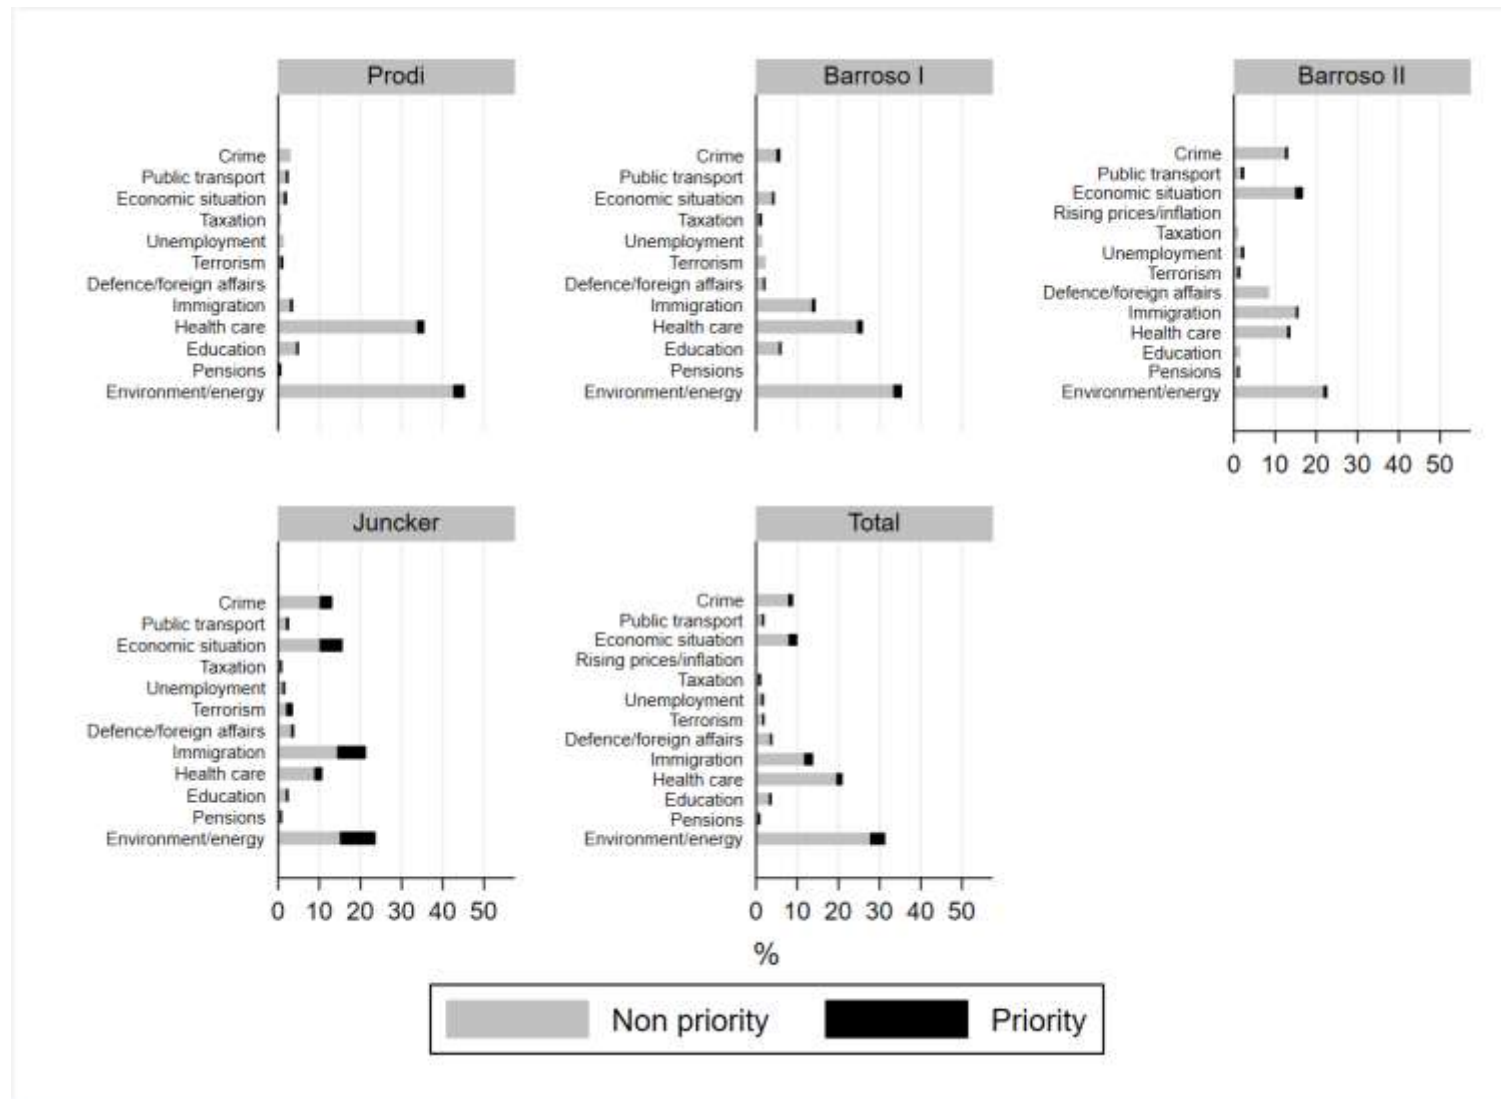 Prodi
Crime
Public transport
Economic situation
Taxation
Unemployment
Terrorism
Defence/foreign affairs
Immigration
Health care
Education
Pensions
Environment/energy
Barroso I
Crime
Public transport
Economic situation
Taxation
Unemployment
Terrorism
Defence/foreign affairs
Immigration
Health care
Education
Pensions
Environment/energy
Barroso II
Crime
Public transport
Economic situation
Rising prices/inflation
Taxation
Unemployment
Terrorism
Defence/foreign affairs
Immigration
Health care
Education
Pensions
Environment/energy
0 10 20 30 40 50
Juncker
Crime
Public transport
Economic situation
Taxation
Unemployment
Terrorism
Defence/foreign affairs
Immigration
Health care
Education
Pensions
Environment/energy
0 10 20 30 40 50
Total
Crime
Public transport
Economic situation
Rising prices/inflation
Taxation
Unemployment
Terrorism
Defence/foreign affairs
Immigration
Health care
Education
Pensions
Environment/energy
0 10 20 30 40 50
%
Non priority Priority